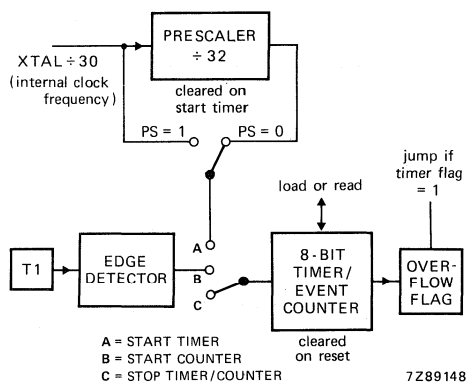 PRESCALER
÷ 32
XTAL ÷ 30
(internal clock
frequency)
cleared on
start timer
PS = 1
PS = 0
jump if
timer flag
= 1
load or read
A
T1
EDGE
DETECTOR
B
C
8-BIT
TIMER/
EVENT
COUNTER
OVER-
FLOW
FLAG
cleared
on reset
A = START TIMER
B = START COUNTER
C = STOP TIMER/COUNTER
7Z89148